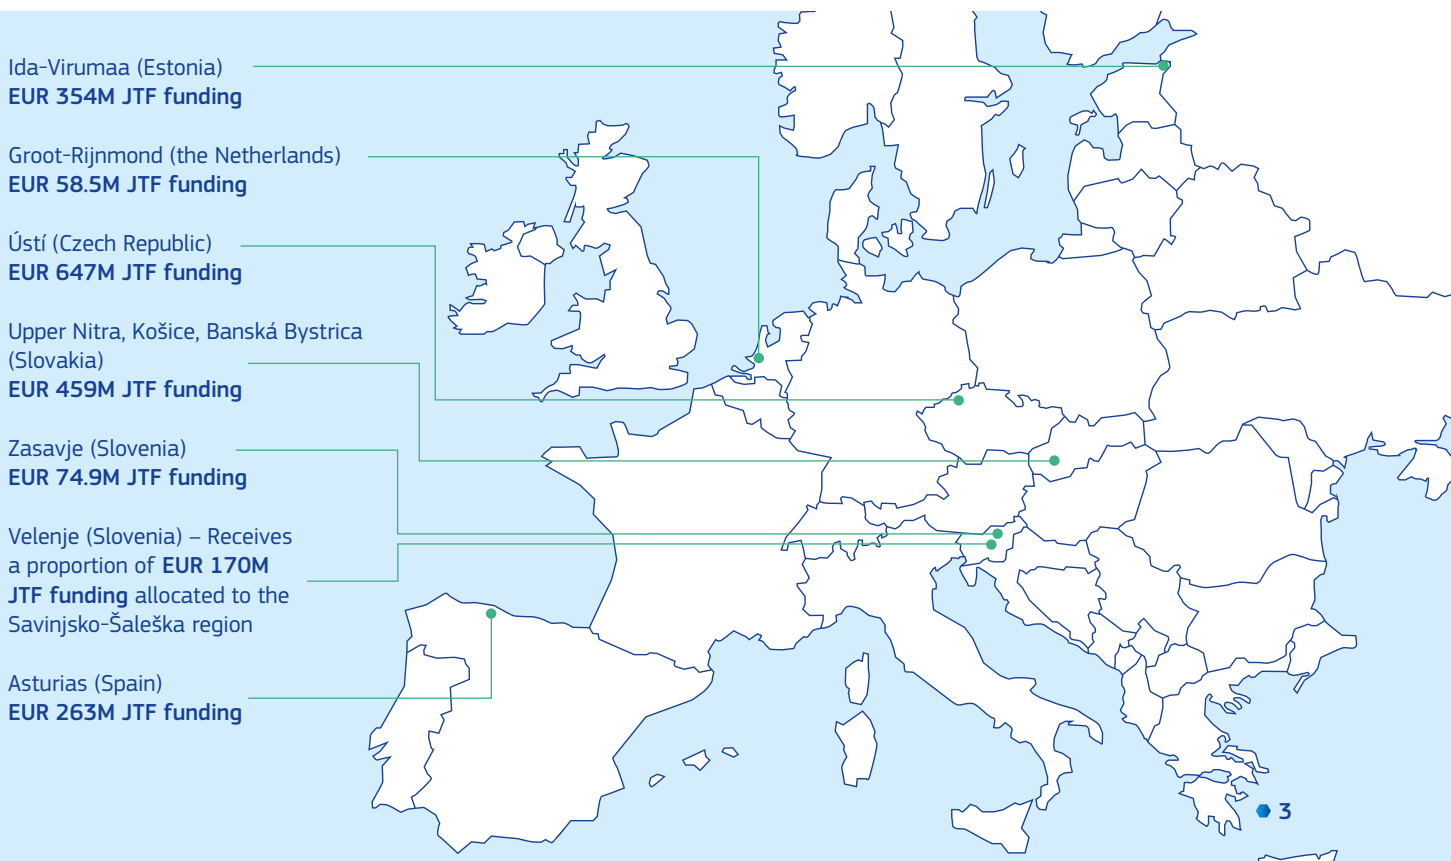 Ida-Virumaa (Estonia)
EUR 354M JTF funding
Groot-Rijnmond (the Netherlands)
EUR 58.5M JTF funding
Ústí (Czech Republic)
EUR 647M JTF funding
Upper Nitra, Košice, Banská Bystrica
(Slovakia)
EUR 459M JTF funding
Zasavje (Slovenia)
EUR 74.9M JTF funding
Velenje (Slovenia) – Receives
a proportion of EUR 170M
JTF funding allocated to the
Savinjsko-Šaleška region
Asturias (Spain)
EUR 263M JTF funding
3